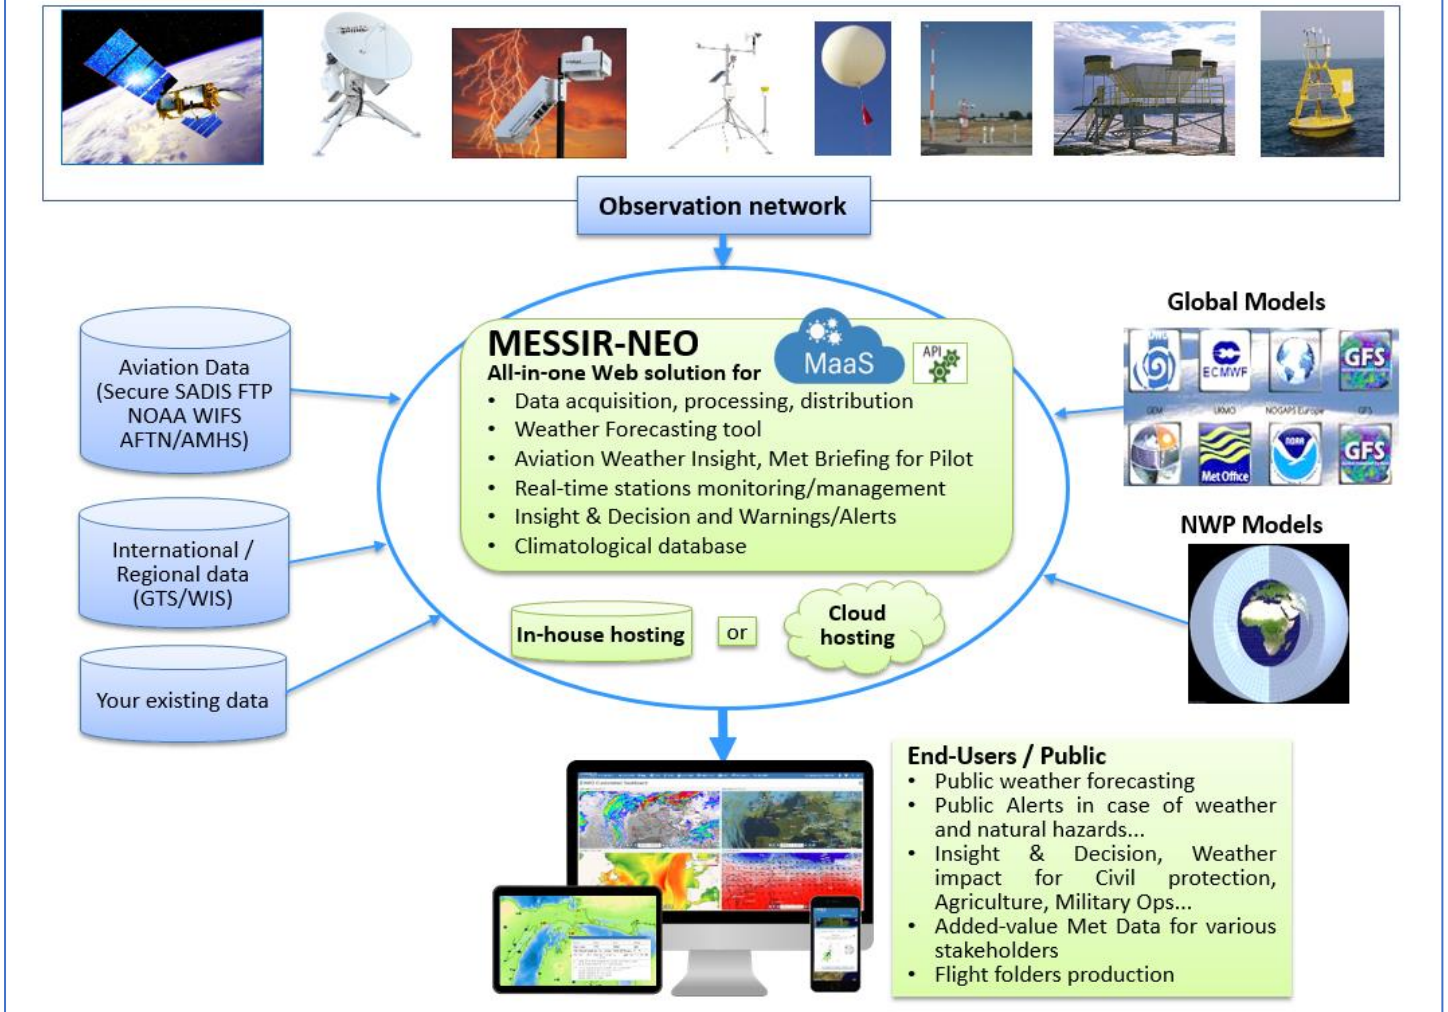 Observation network
Global Models
Aviation Data
(Secure SADIS FTP
NOAA WIFS
AFTN/AMHS)
MESSIR-NEO
MaaS
API
All-in-one Web solution for
• Data acquisition, processing, distribution
• Weather Forecasting tool
• Aviation Weather Insight, Met Briefing for Pilot
• Real-time stations monitoring/management
• Insight & Decision and Warnings/Alerts
• Climatological database
ECMWF
GFS
GEM
UKMO
NOGAPS Europe
GFS
Met Office
NOAA
GFS
International /
Regional data
(GTS/WIS)
NWP Models
In-house hosting
or
Cloud
hosting
Your existing data
End-Users / Public
• Public weather forecasting
• Public Alerts in case of weather
and natural hazards...
• Insight & Decision, Weather
impact for Civil protection,
Agriculture, Military Ops...
• Added-value Met Data for various
stakeholders
• Flight folders production